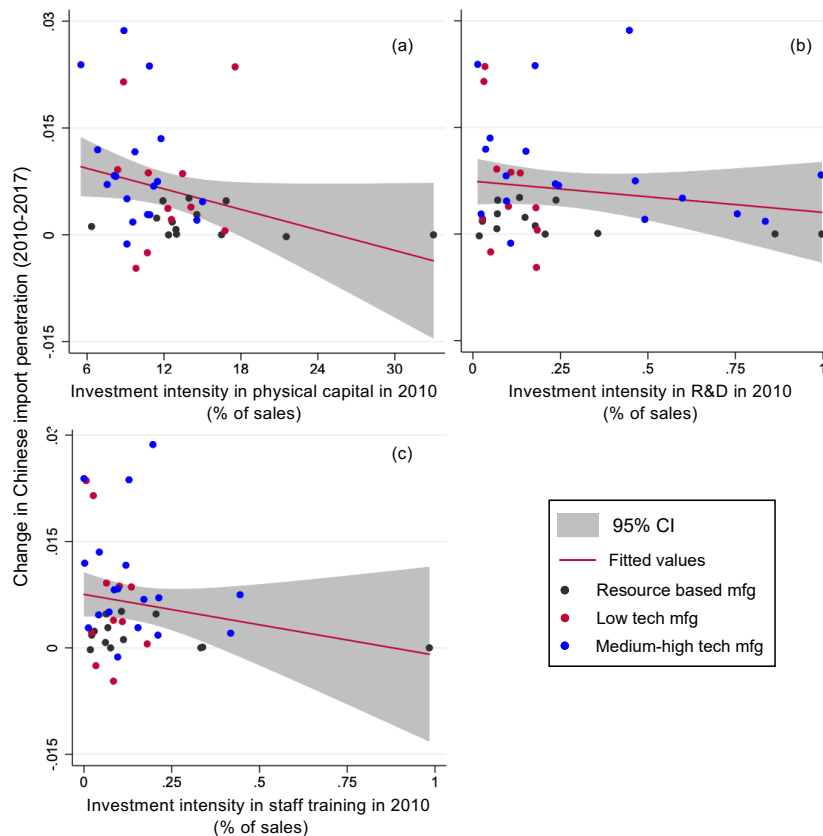 Change in Chinese import penetration (2010-2017)
.03
.015
0
-.015
(a)
6
12
18
24
30
Investment intensity in physical capital in 2010
(% of sales)
(b)
0
.25
.5
.75
1
Investment intensity in R&D in 2010
(% of sales)
.02
.015
0
-.015
(c)
0
.25
.5
.75
1
Investment intensity in staff training in 2010
(% of sales)
95% CI
Fitted values
Resource based mfg
Low tech mfg
Medium-high tech mfg